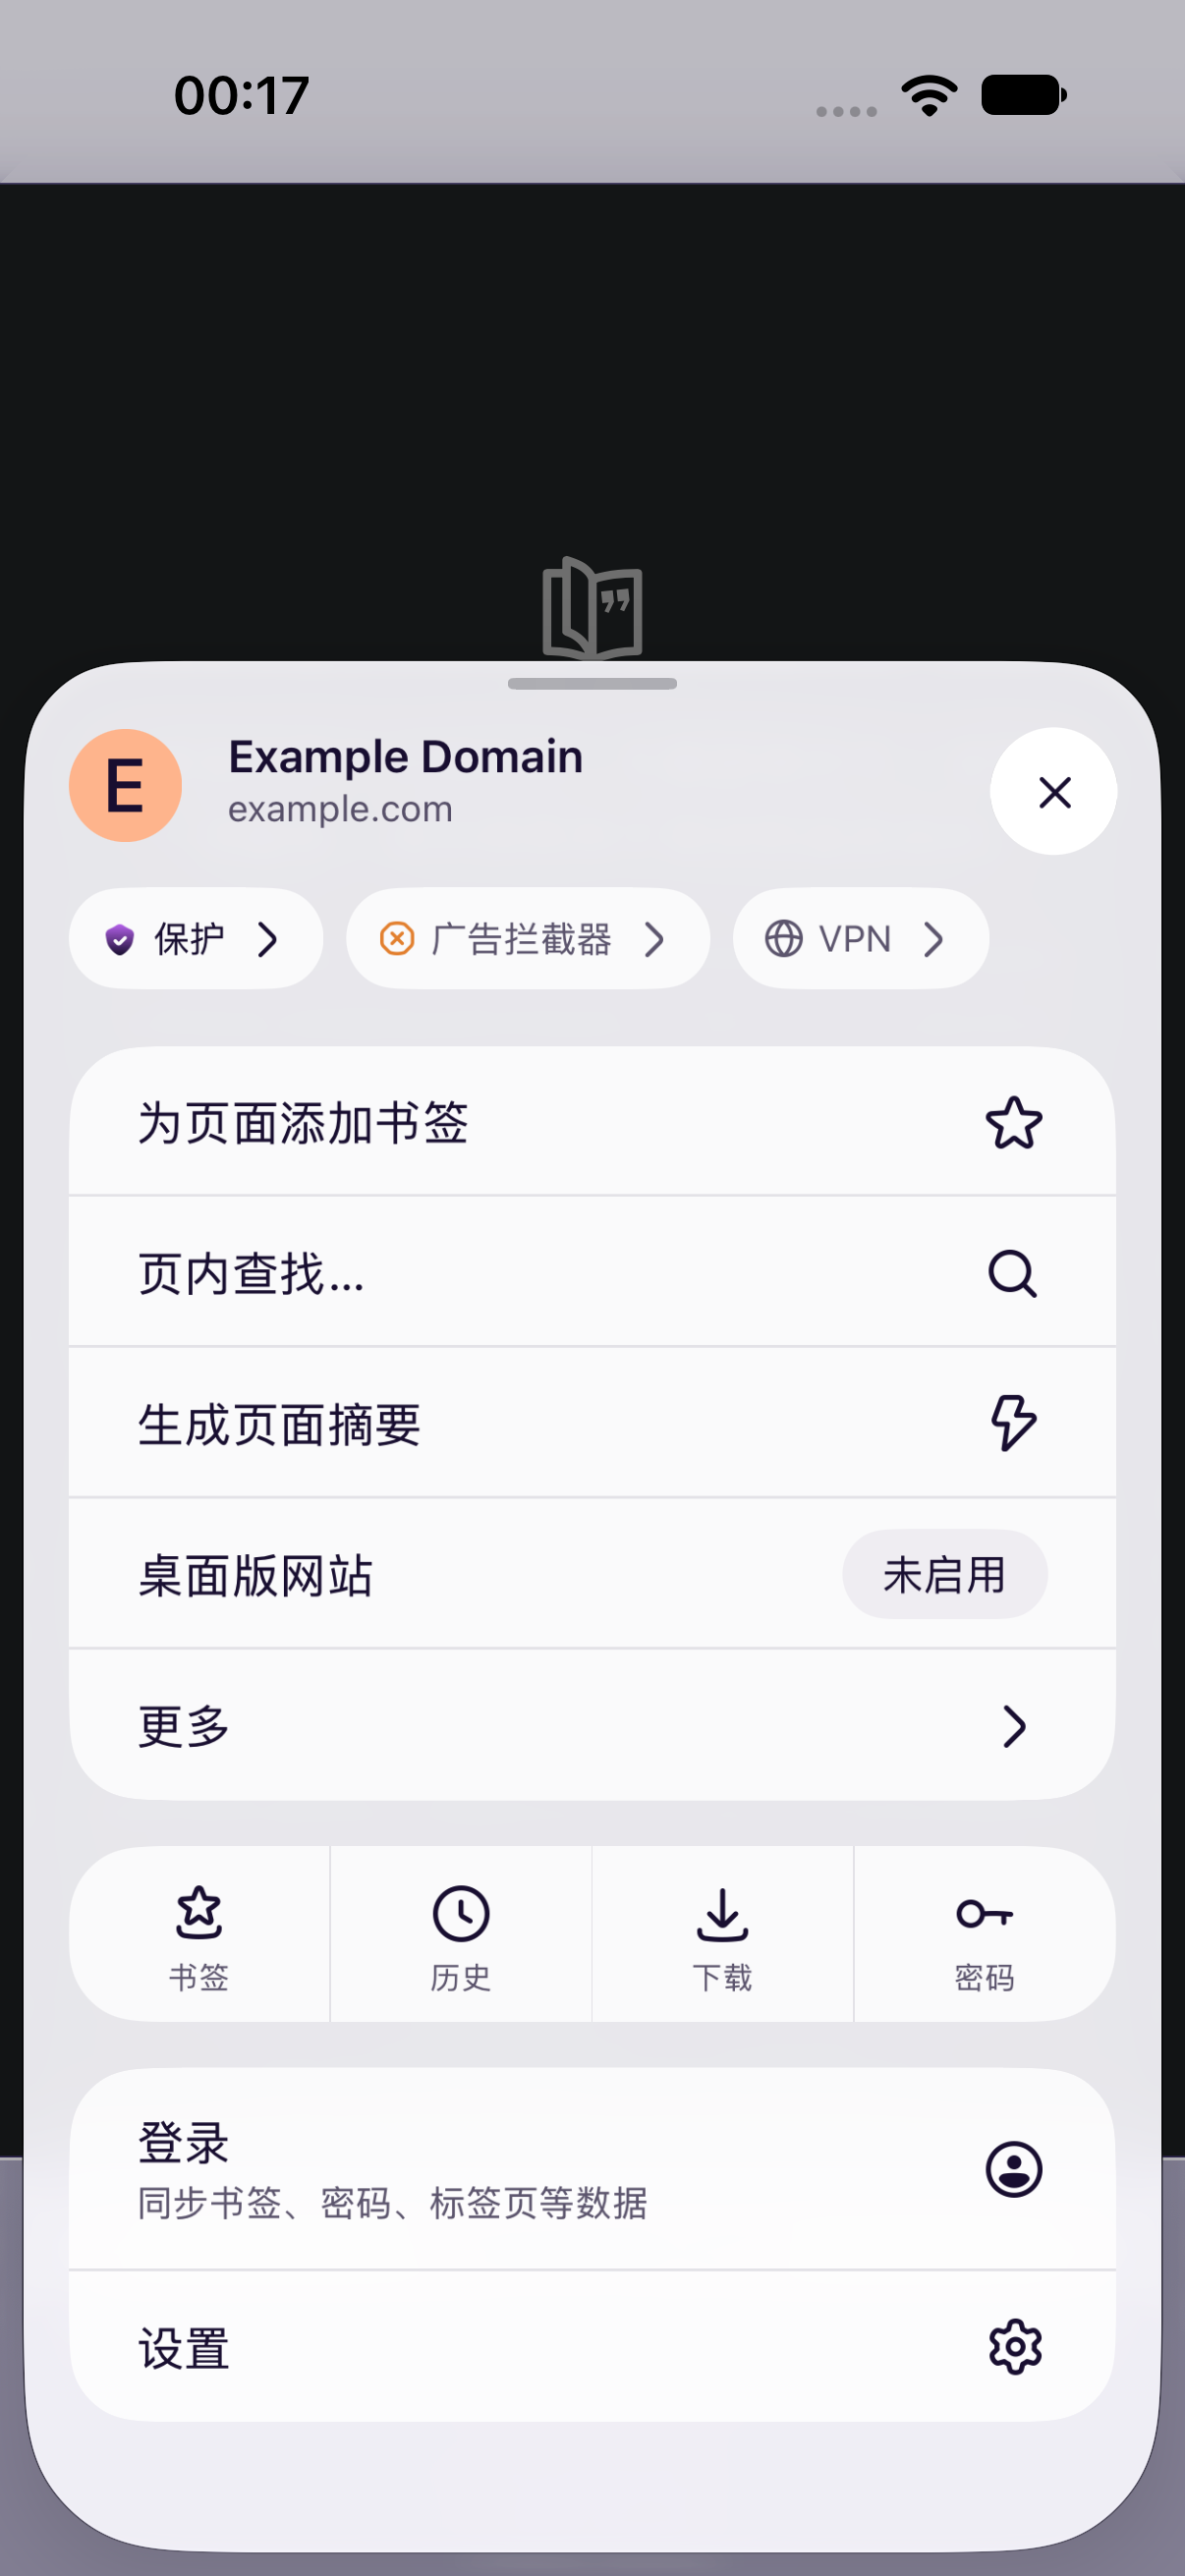 00:17
E
Example Domain
example.com
保护
广告拦截器
VPN
为页面添加书签
页内查找...
生成页面摘要
桌面版网站
未启用
更多
书签
历史
下载
密码
登录
同步书签、密码、标签页等数据
设置